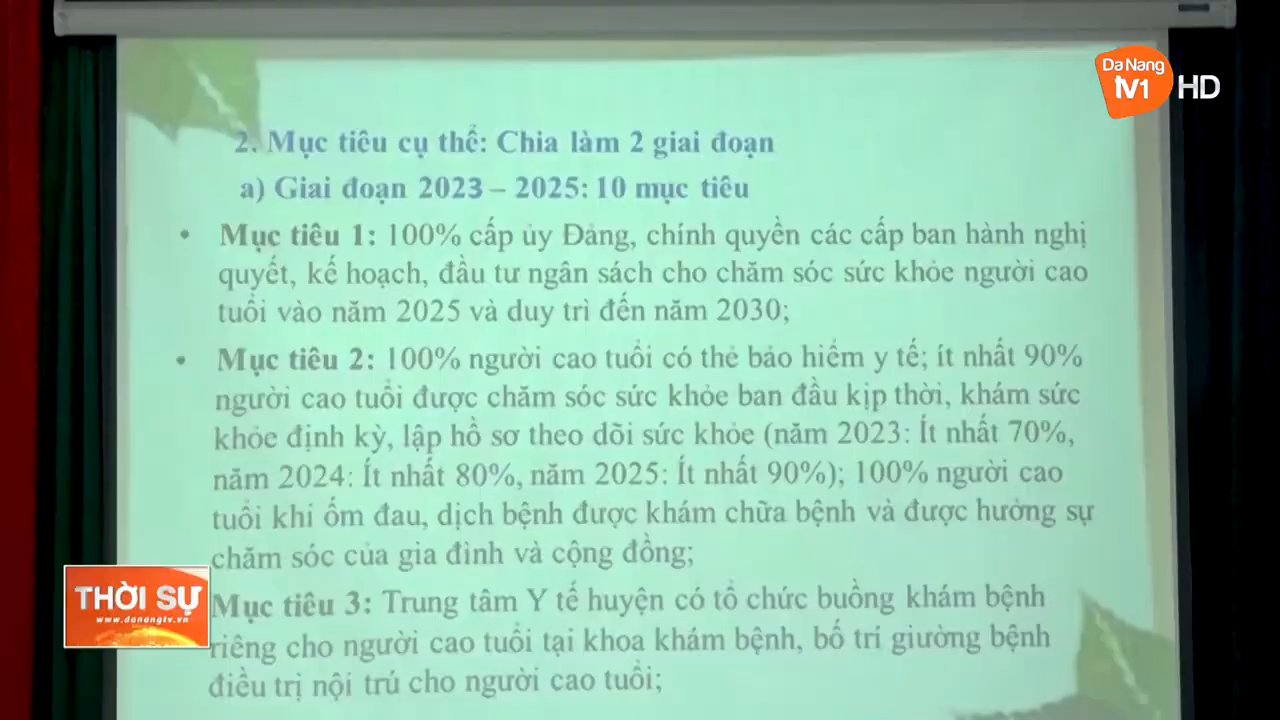 Da Nang
TV1 HD
2. Mục tiêu cụ thể: Chia làm 2 giai đoạn
a) Giai đoạn 2023 – 2025: 10 mục tiêu
• Mục tiêu 1: 100% cấp ủy Đảng, chính quyền các cấp ban hành nghị
quyết, kế hoạch, đầu tư ngân sách cho chăm sóc sức khỏe người cao
tuổi vào năm 2025 và duy trì đến năm 2030;
• Mục tiêu 2: 100% người cao tuổi có thẻ bảo hiểm y tế; ít nhất 90%
người cao tuổi được chăm sóc sức khỏe ban đầu kịp thời, khám sức
khỏe định kỳ, lập hồ sơ theo dõi sức khỏe (năm 2023: Ít nhất 70%,
năm 2024: Ít nhất 80%, năm 2025: Ít nhất 90%); 100% người cao
tuổi khi ốm đau, dịch bệnh được khám chữa bệnh và được hưởng sự
chăm sóc của gia đình và cộng đồng;
Mục tiêu 3: Trung tâm Y tế huyện có tổ chức buồng khám bệnh
riêng cho người cao tuổi tại khoa khám bệnh, bố trí giường bệnh
điều trị nội trú cho người cao tuổi;
THỜI SỰ
www.danangtv.vn